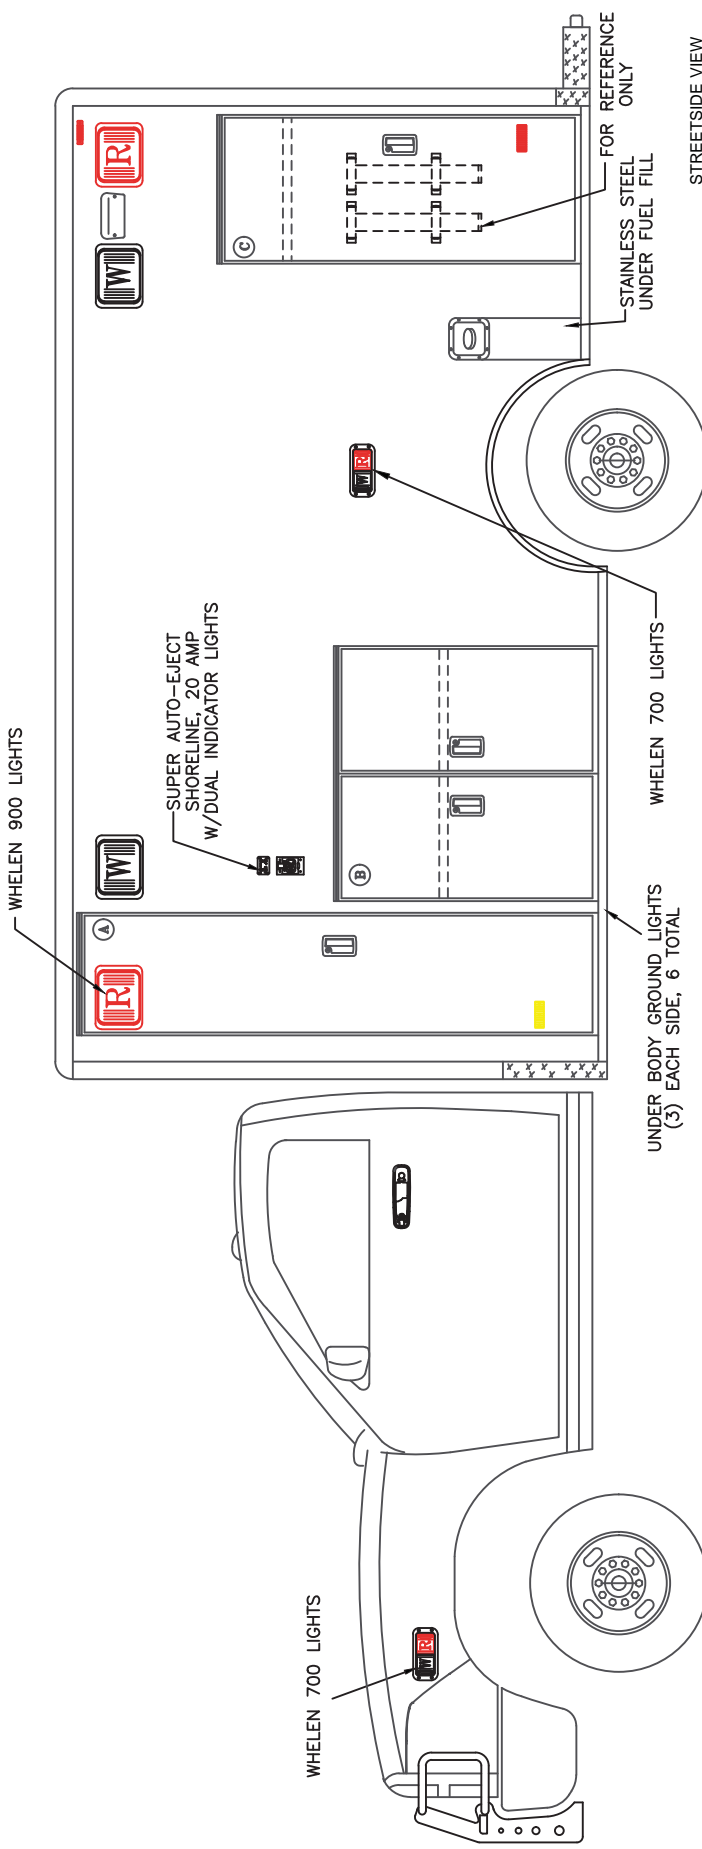 WHELEN 900 LIGHTS
R
W
W
R
A
SUPER AUTO-EJECT
SHORELINE, 20 AMP
W/DUAL INDICATOR LIGHTS
C
B
W R
WHELEN 700 LIGHTS
W R
FOR REFERENCE
ONLY
STAINLESS STEEL
UNDER FUEL FILL
WHELEN 700 LIGHTS
UNDER BODY GROUND LIGHTS
(3) EACH SIDE, 6 TOTAL
STREETSIDE VIEW